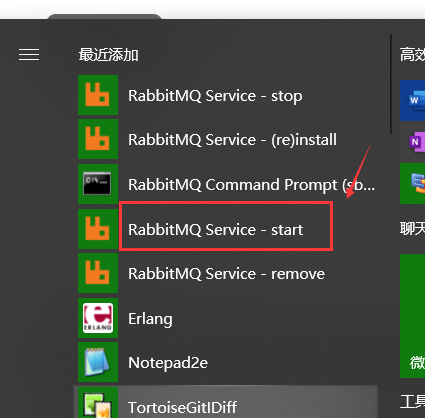 最近添加
高效
RabbitMQ Service - stop
RabbitMQ Service - (re)install
RabbitMQ Command Prompt (sb...
RabbitMQ Service - start
聊天
RabbitMQ Service - remove
ERLANG
Erlang
Notepad2e
微
TortoiseGitIDiff
工具